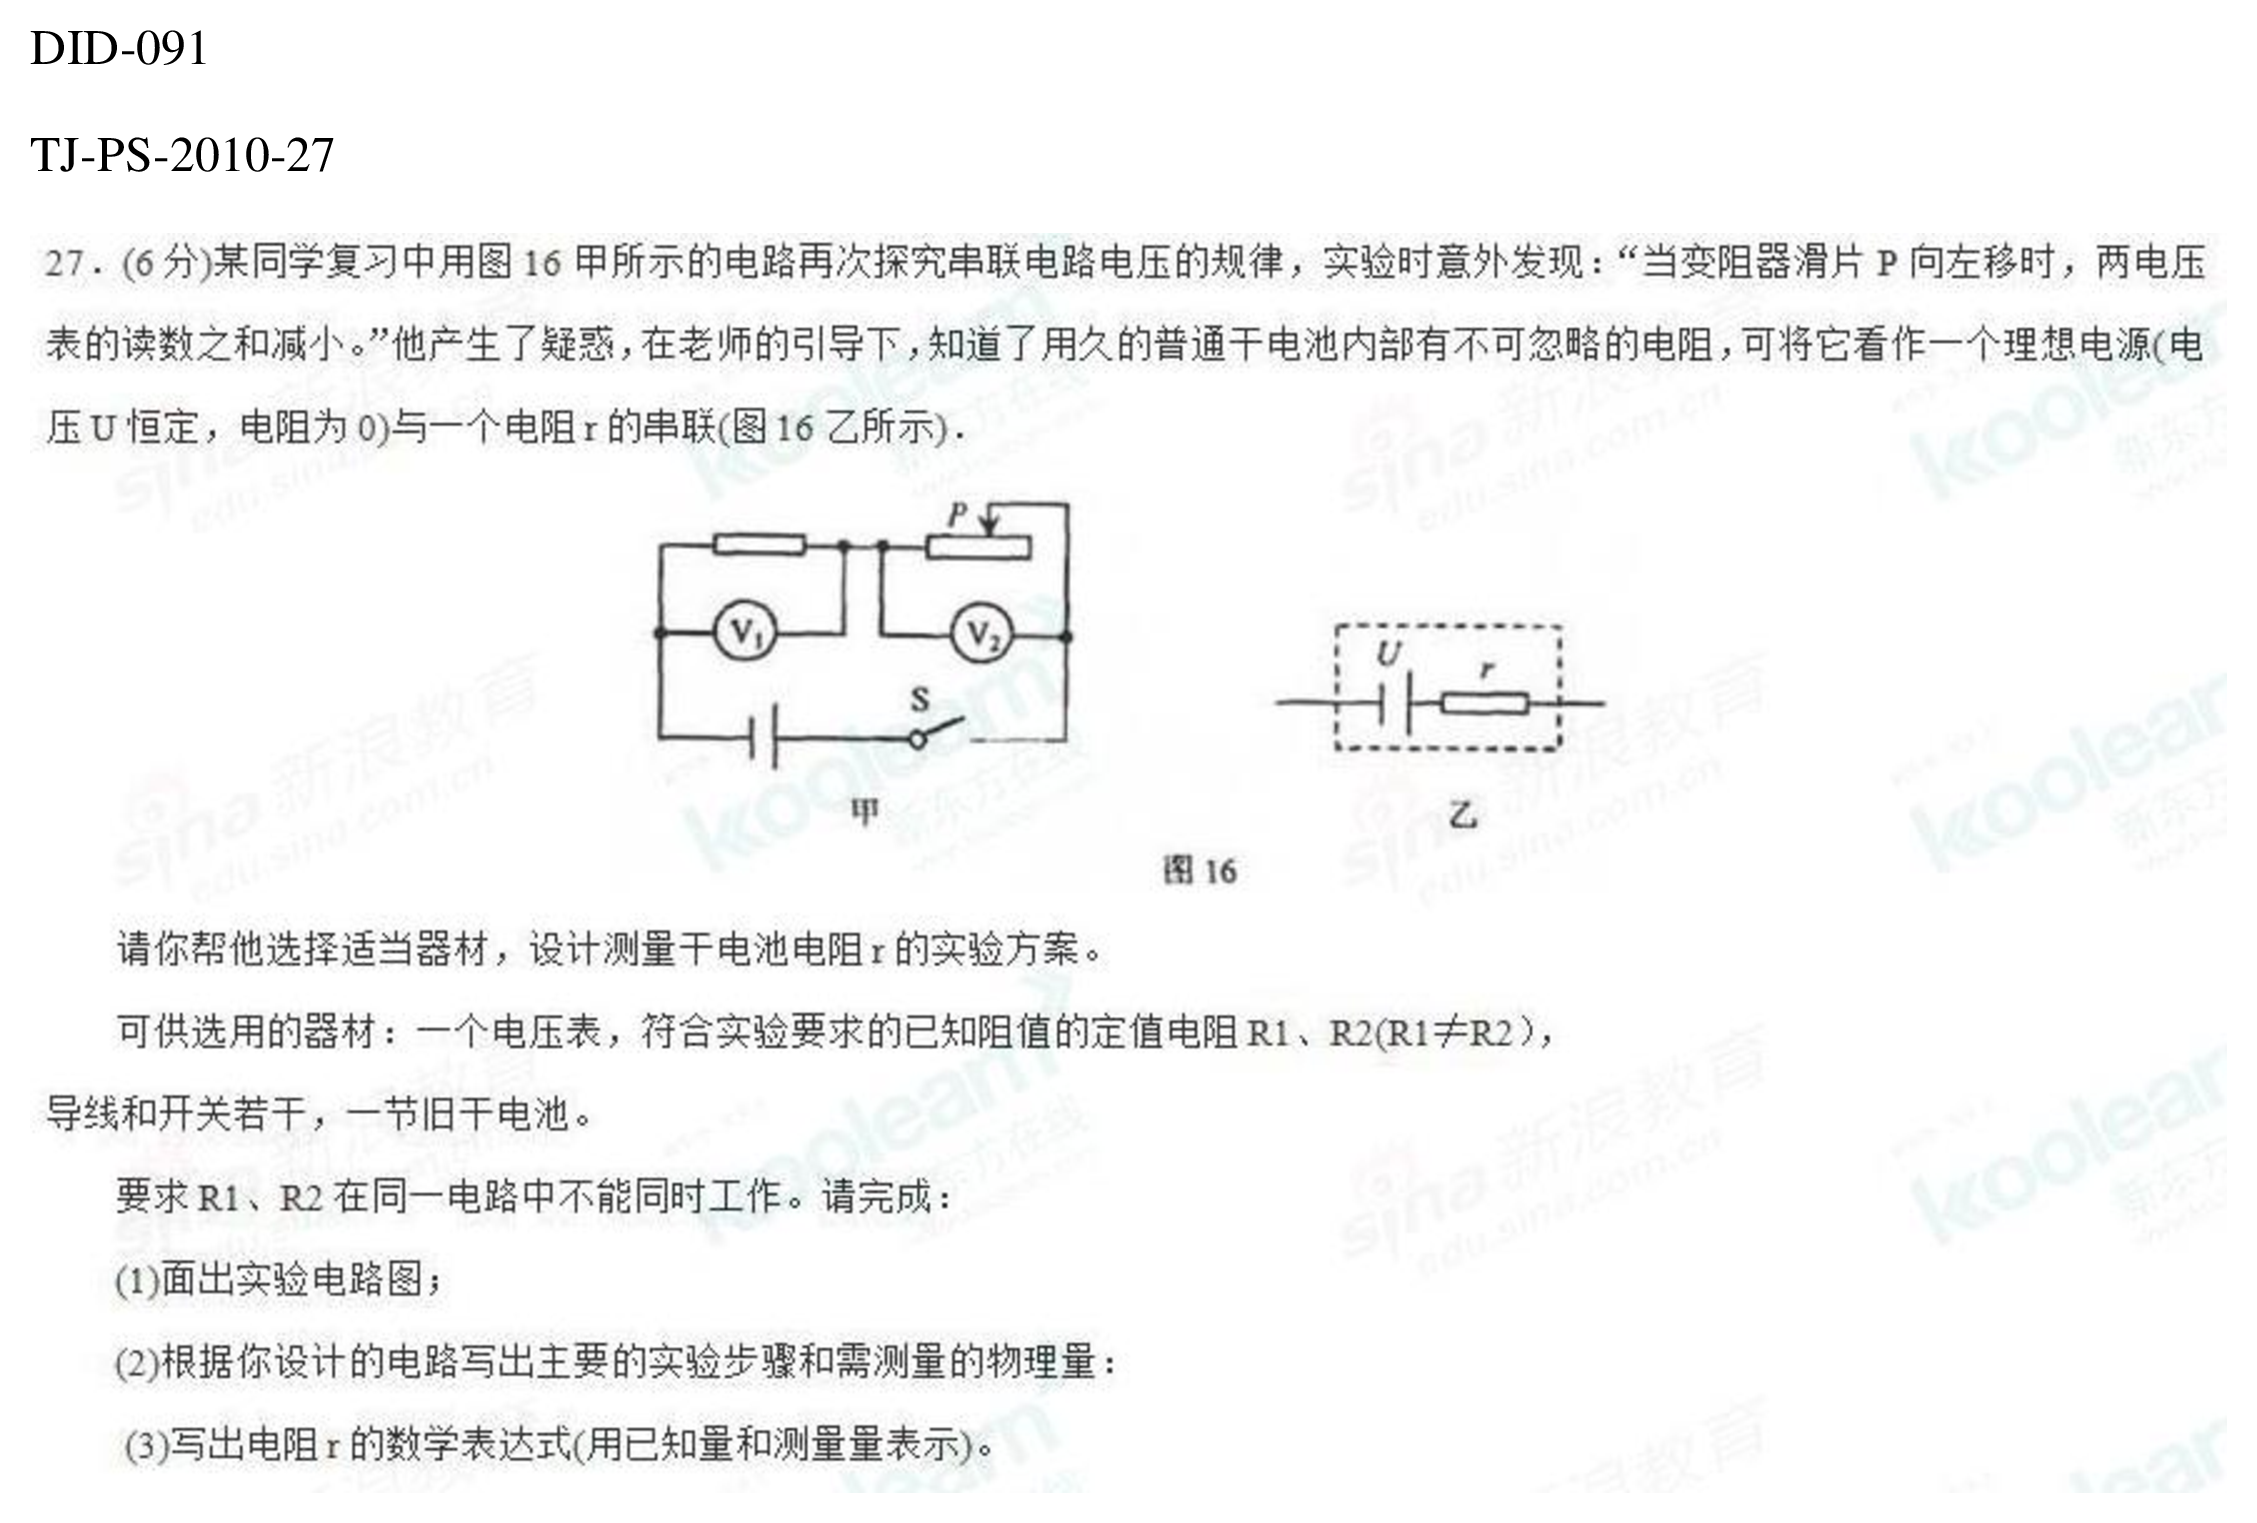 DID-091
TJ-PS-2010-27
27．(6分)某同学复习中用图 16 甲所示的电路再次探究串联电路电压的规律，实验时意外发现：“当变阻器滑片 P 向左移时，两电压
表的读数之和减小。”他产生了疑惑，在老师的引导下，知道了用久的普通干电池内部有不可忽略的电阻，可将它看作一个理想电源(电
压 U 恒定，电阻为 0)与一个电阻 r 的串联(图 16 乙所示)．
P
V1 V2
S
U r
甲 乙
图 16
请你帮他选择适当器材，设计测量干电池电阻 r 的实验方案。
可供选用的器材：一个电压表，符合实验要求的已知阻值的定值电阻 R1、R2(R1≠R2)，
导线和开关若干，一节旧干电池。
要求 R1、R2 在同一电路中不能同时工作。请完成：
(1)面出实验电路图；
(2)根据你设计的电路写出主要的实验步骤和需测量的物理量：
(3)写出电阻 r 的数学表达式(用已知量和测量量表示)。
sina 新浪教育
edu.sina.com.cn
koolearn
新东方在线